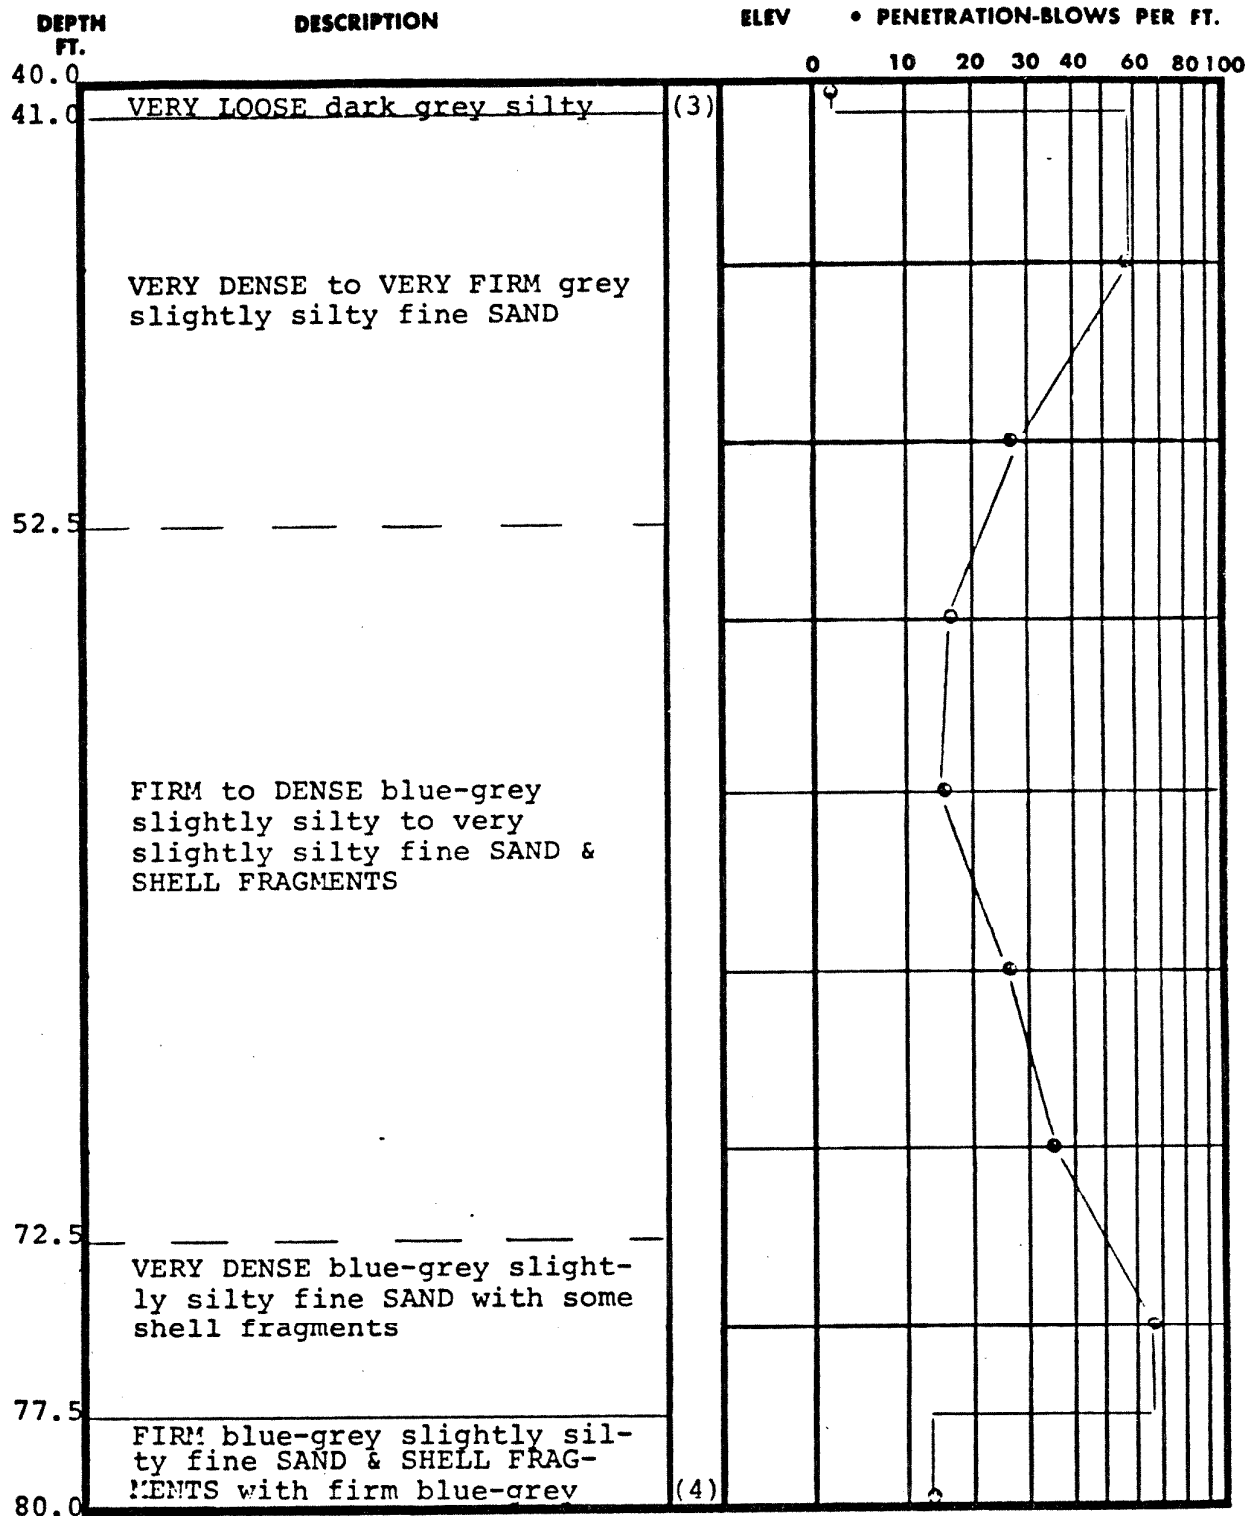 DEPTH FT. DESCRIPTION ELEV • PENETRATION-BLOWS PER FT.
0 10 20 30 40 60 80 100
40.0
VERY LOOSE dark grey silty (3)
41.0
VERY DENSE to VERY FIRM grey
slightly silty fine SAND
52.5
FIRM to DENSE blue-grey
slightly silty to very
slightly silty fine SAND &
SHELL FRAGMENTS
72.5
VERY DENSE blue-grey slight-
ly silty fine SAND with some
shell fragments
77.5
FIRM blue-grey slightly sil-
ty fine SAND & SHELL FRAG-
MENTS with firm blue-grey (4)
80.0